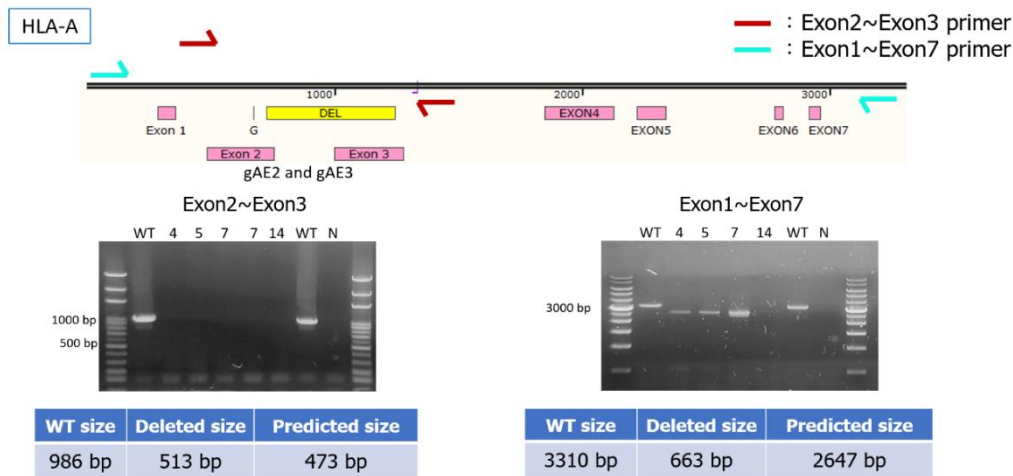 HLA-A
: Exon2~Exon3 primer
: Exon1~Exon7 primer
1000 2000 3000
Exon 1 G DEL EXON4 EXON5 EXON6 EXON7
Exon 2 Exon 3
gAE2 and gAE3
Exon2~Exon3
WT 4 5 7 7 14 WT N
1000 bp
500 bp
WT size Deleted size Predicted size
986 bp 513 bp 473 bp
Exon1~Exon7
WT 4 5 7 14 WT N
3000 bp
WT size Deleted size Predicted size
3310 bp 663 bp 2647 bp